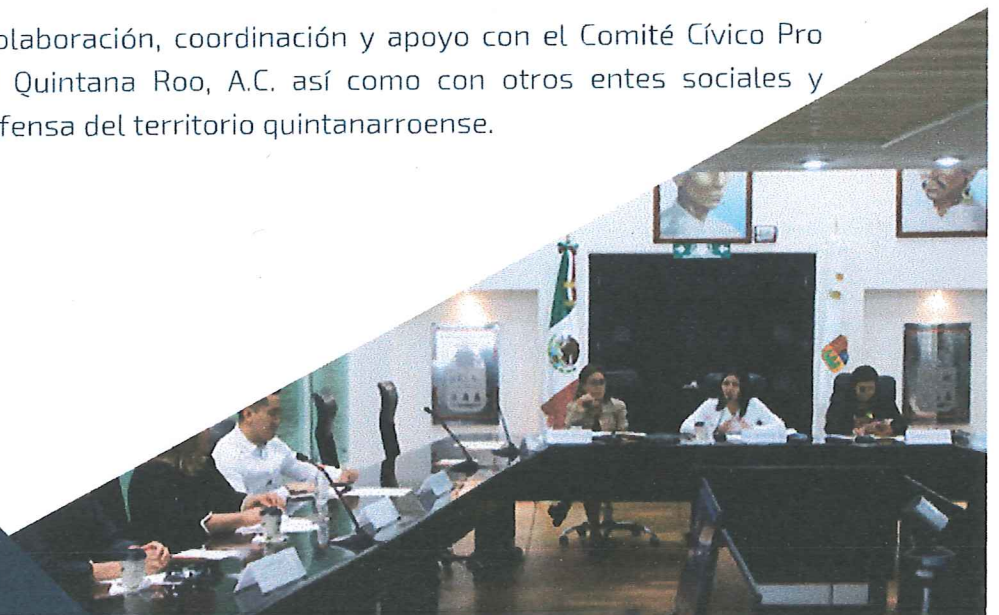 olaboración, coordinación y apoyo con el Comité Cívico Pro
Quintana Roo, A.C. así como con otros entes sociales y
fensa del territorio quintanarroense.